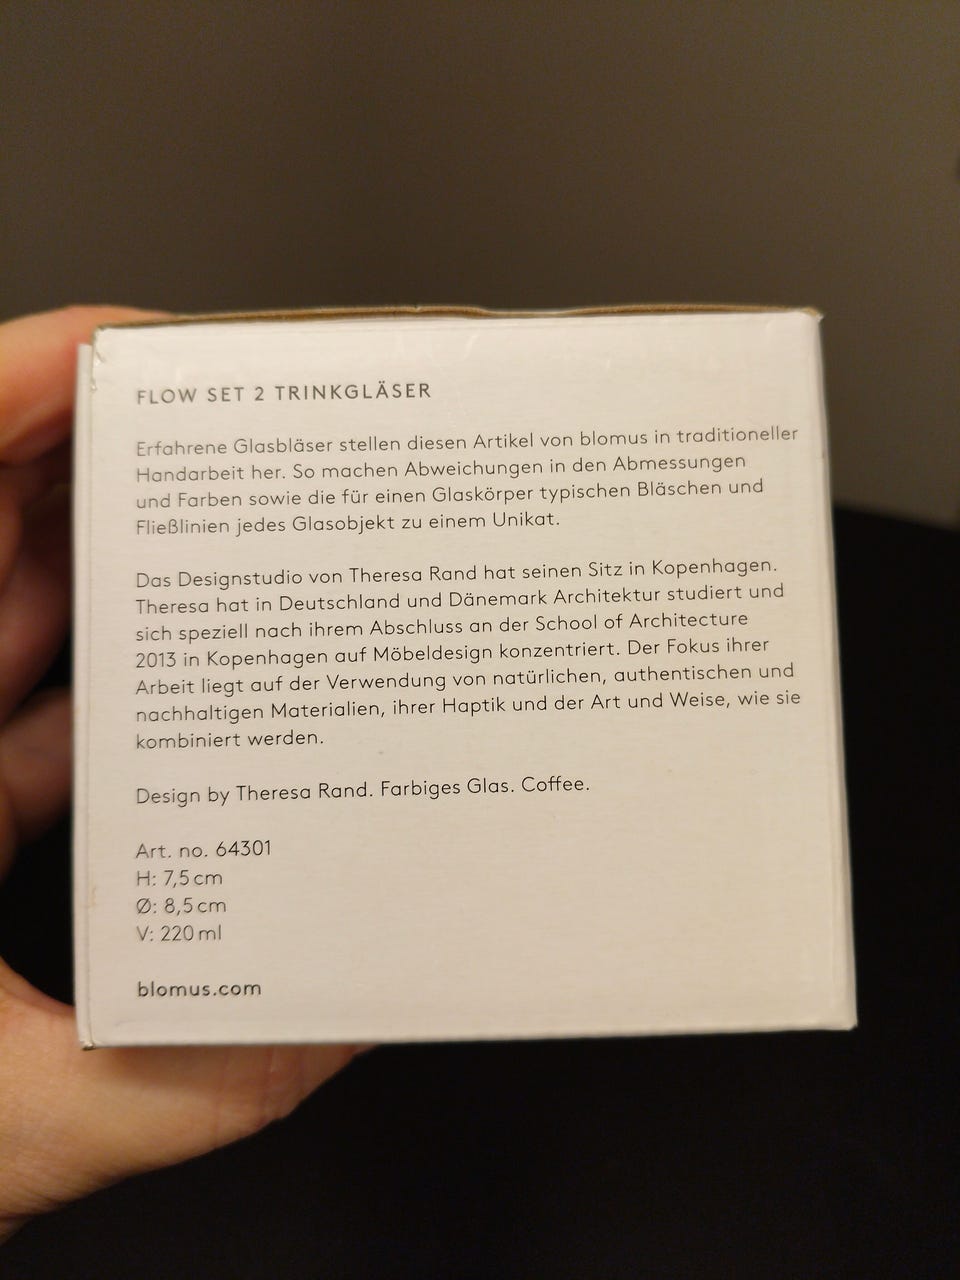 FLOW SET 2 TRINKGLÄSER
Erfahrene Glasbläser stellen diesen Artikel von blomus in traditioneller
Handarbeit her. So machen Abweichungen in den Abmessungen
und Farben sowie die für einen Glaskörper typischen Bläschen und
Fließlinien jedes Glasobjekt zu einem Unikat.
Das Designstudio von Theresa Rand hat seinen Sitz in Kopenhagen.
Theresa hat in Deutschland und Dänemark Architektur studiert und
sich speziell nach ihrem Abschluss an der School of Architecture
2013 in Kopenhagen auf Möbeldesign konzentriert. Der Fokus ihrer
Arbeit liegt auf der Verwendung von natürlichen, authentischen und
nachhaltigen Materialien, ihrer Haptik und der Art und Weise, wie sie
kombiniert werden.
Design by Theresa Rand. Farbiges Glas. Coffee.
Art. no. 64301
H: 7,5 cm
Ø: 8,5 cm
V: 220 ml
blomus.com